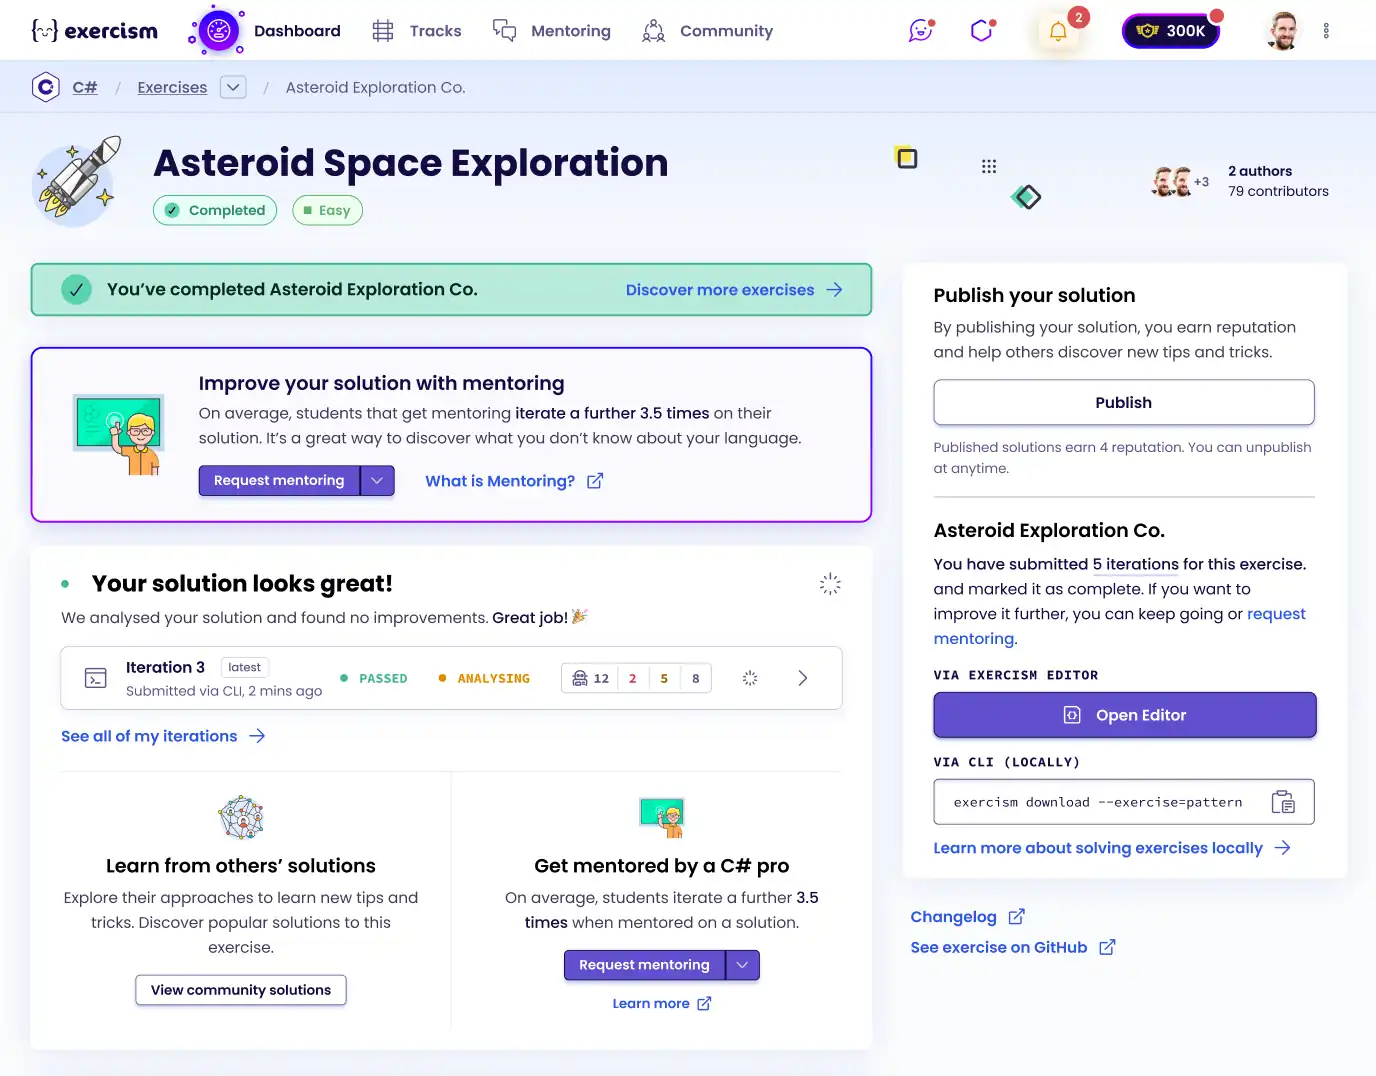 exercism
Dashboard
Tracks
Mentoring
Community
2
300K
C# / Exercises / Asteroid Exploration Co.
Asteroid Space Exploration
Completed
Easy
+3
2 authors
79 contributors
You’ve completed Asteroid Exploration Co.
Discover more exercises
Improve your solution with mentoring
On average, students that get mentoring iterate a further 3.5 times on their
solution. It’s a great way to discover what you don’t know about your language.
Request mentoring
What is Mentoring?
Your solution looks great!
We analysed your solution and found no improvements. Great job! 🎉
Iteration 3
latest
Submitted via CLI, 2 mins ago
PASSED
ANALYSING
12
2
5
8
See all of my iterations
Learn from others’ solutions
Explore their approaches to learn new tips and
tricks. Discover popular solutions to this
exercise.
View community solutions
Get mentored by a C# pro
On average, students iterate a further 3.5
times when mentored on a solution.
Request mentoring
Learn more
Publish your solution
By publishing your solution, you earn reputation
and help others discover new tips and tricks.
Publish
Published solutions earn 4 reputation. You can unpublish
at anytime.
Asteroid Exploration Co.
You have submitted 5 iterations for this exercise.
and marked it as complete. If you want to
improve it further, you can keep going or request
mentoring.
VIA EXERCISM EDITOR
Open Editor
VIA CLI (LOCALLY)
exercism download --exercise=pattern
Learn more about solving exercises locally
Changelog
See exercise on GitHub